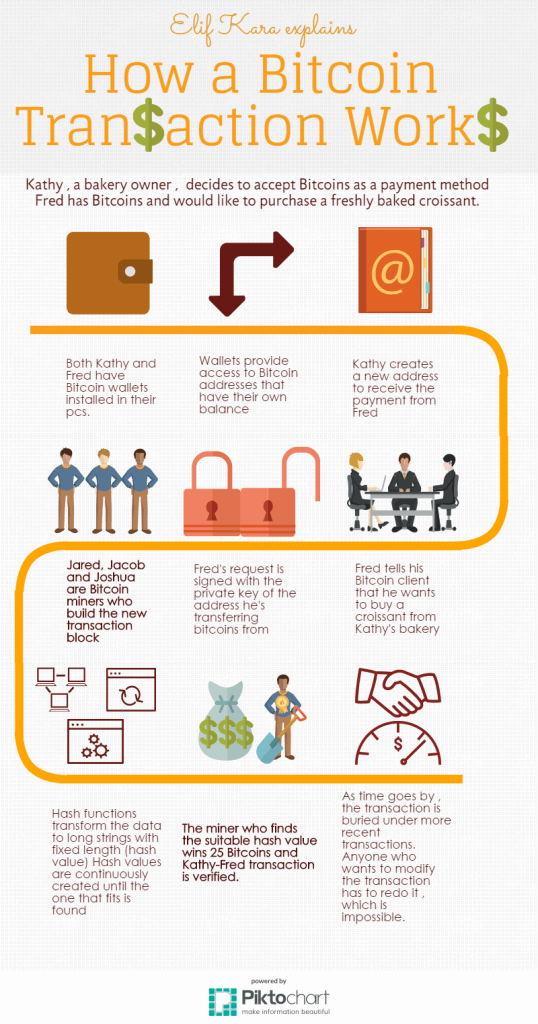 Elif Kara explains
How a Bitcoin
Tran$action Work$
Kathy , a bakery owner ,  decides to accept Bitcoins as a payment method
Fred has Bitcoins and would like to purchase a freshly baked croissant.
@
Both Kathy and
Fred have
Bitcoin wallets
installed in their
pcs.
Wallets provide
access to Bitcoin
addresses that
have their own
balance
Kathy creates
a new address
to receive the
payment from
Fred
Fred tells his
Bitcoin client
that he wants
to buy a
croissant from
Kathy's bakery
Fred's request is
signed with the
private key of the
address he's
transferring
bitcoins from
Jared, Jacob
and Joshua
are Bitcoin
miners who
build the new
transaction
block
$$$
$
Hash functions
transform the data
to long strings with
fixed length (hash
value) Hash values
are continuously
created until the
one that fits is
found
The miner who finds
the suitable hash value
wins 25 Bitcoins and
Kathy-Fred transaction
is verified.
As time goes by ,
the transaction is
buried under more
recent
transactions.
Anyone who
wants to modify
the transaction
has to redo it ,
which is
impossible.
powered by
Piktochart
make information beautiful